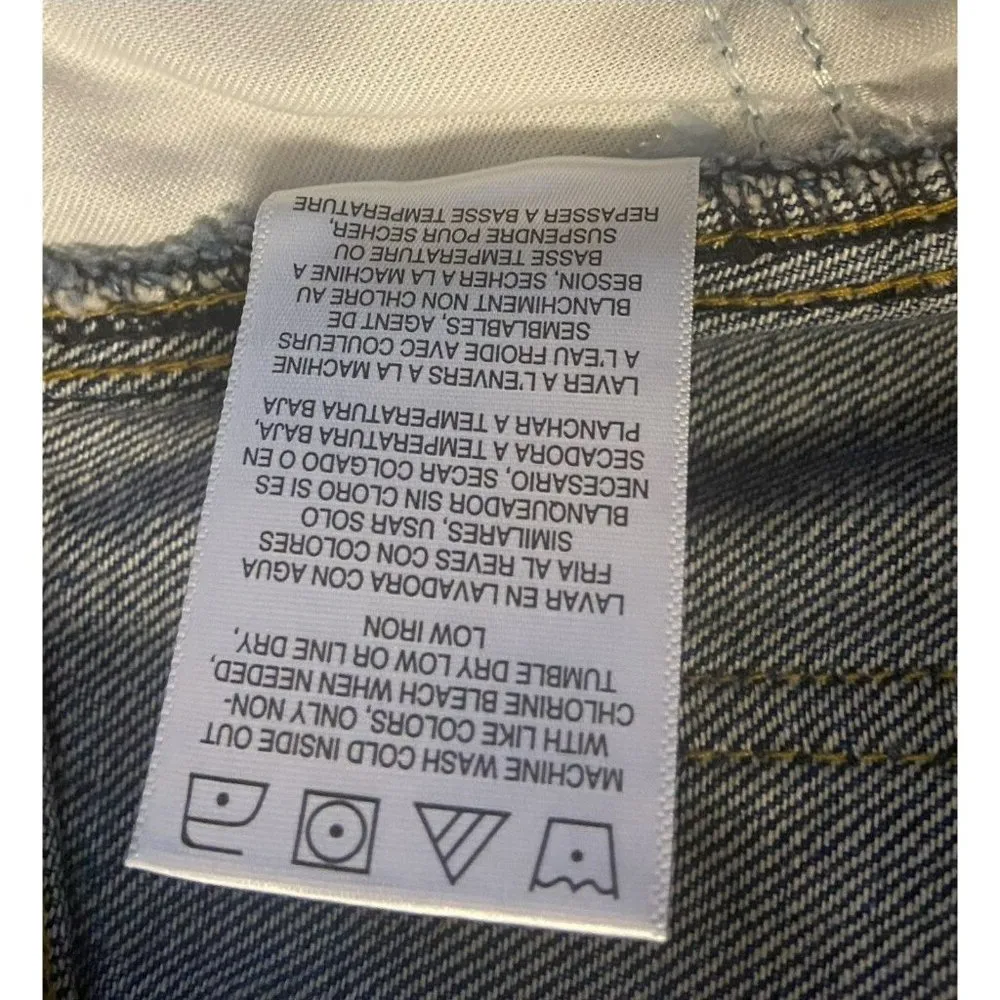 MACHINE WASH COLD INSIDE OUT
WITH LIKE COLORS, ONLY NON-
CHLORINE BLEACH WHEN NEEDED,
TUMBLE DRY LOW OR LINE DRY,
LOW IRON
LAVAR EN LAVADORA CON AGUA
FRIA AL REVES CON COLORES
SIMILARES, USAR SOLO
BLANQUEADOR SIN CLORO SI ES
NECESARIO, SECAR COLGADO O EN
SECADORA A TEMPERATURA BAJA,
PLANCHAR A TEMPERATURA BAJA
LAVER A L'ENVERS A LA MACHINE
A L'EAU FROIDE AVEC COULEURS
SEMBLABLES, AGENT DE
BLANCHIMENT NON CHLORE AU
BESOIN, SECHER A LA MACHINE A
BASSE TEMPERATURE OU
SUSPENDRE POUR SECHER,
REPASSER A BASSE TEMPERATURE